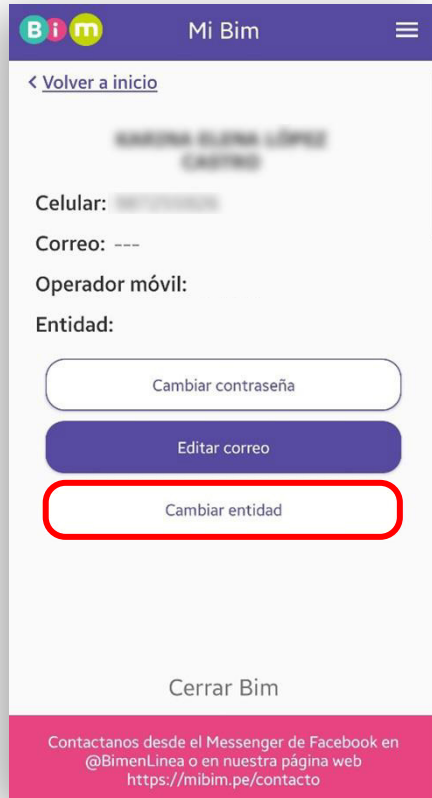 Bim
Mi Bim
< Volver a inicio
Celular:
Correo: ---
Operador móvil:
Entidad:
Cambiar contraseña
Editar correo
Cambiar entidad
Cerrar Bim
Contactanos desde el Messenger de Facebook en
@BimenLinea o en nuestra página web
https://mibim.pe/contacto